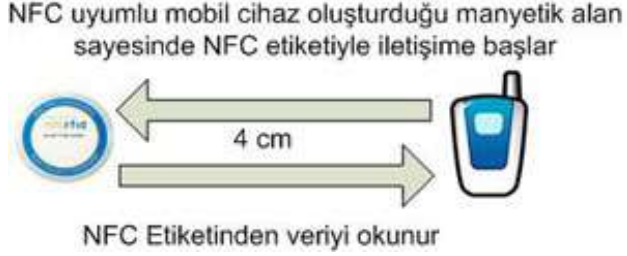 NFC uyumlu mobil cihaz oluşturduğu manyetik alan
sayesinde NFC etiketiyle iletişime başlar
4 cm
NFC Etiketinden veriyi okunur